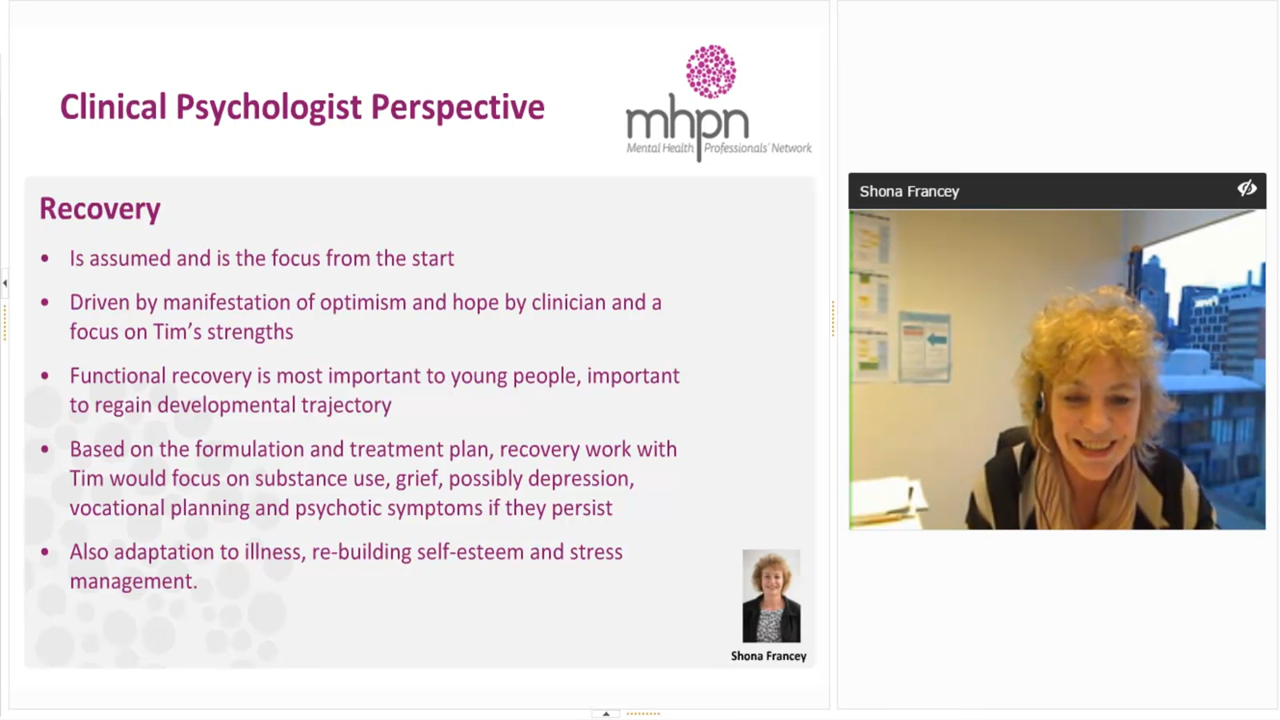 Clinical Psychologist Perspective
mhpn
Mental Health Professionals' Network
Recovery
• Is assumed and is the focus from the start
• Driven by manifestation of optimism and hope by clinician and a
focus on Tim's strengths
• Functional recovery is most important to young people, important
to regain developmental trajectory
• Based on the formulation and treatment plan, recovery work with
Tim would focus on substance use, grief, possibly depression,
vocational planning and psychotic symptoms if they persist
• Also adaptation to illness, re-building self-esteem and stress
management.
Shona Francey
Shona Francey